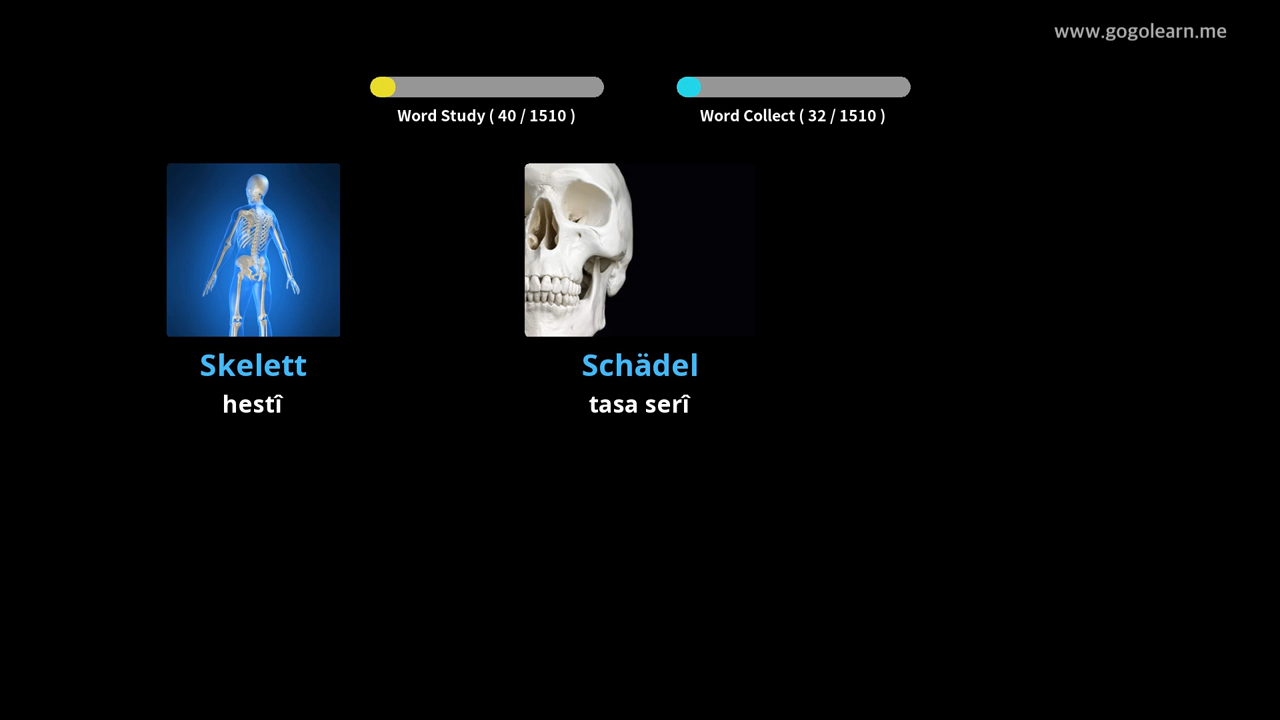 www.gogolearn.me
Word Study ( 40 / 1510 )
Word Collect ( 32 / 1510 )
Skelett
hestî
Schädel
tasa serî